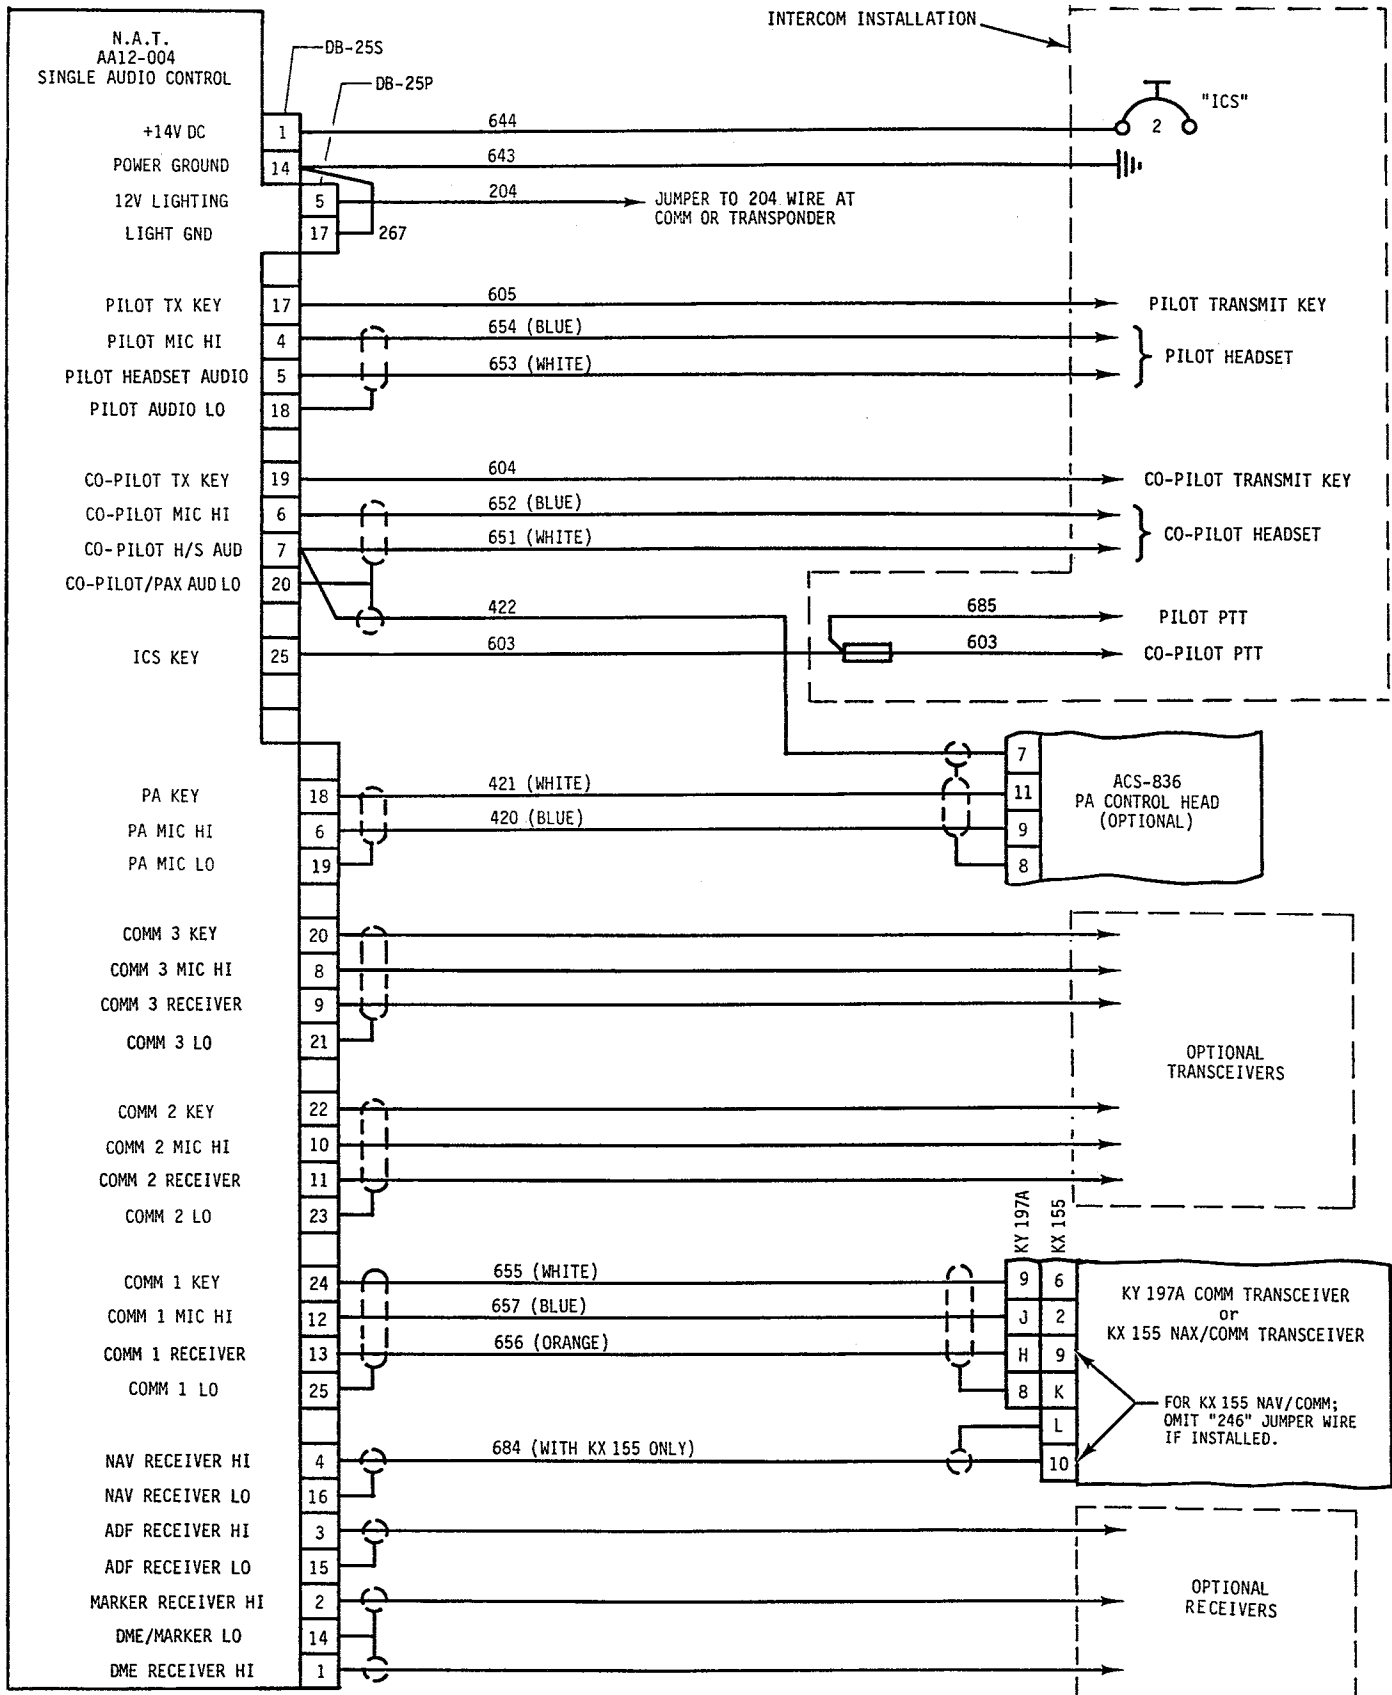 INTERCOM INSTALLATION
N.A.T.
AA12-004
SINGLE AUDIO CONTROL
DB-25S
DB-25P
"ICS"
2
+14V DC 1 644
POWER GROUND 14 643
12V LIGHTING 5 204 JUMPER TO 204 WIRE AT
COMM OR TRANSPONDER
LIGHT GND 17 267
PILOT TX KEY 17 605 PILOT TRANSMIT KEY
PILOT MIC HI 4 654 (BLUE)
PILOT HEADSET
PILOT HEADSET AUDIO 5 653 (WHITE)
PILOT AUDIO LO 18
CO-PILOT TX KEY 19 604 CO-PILOT TRANSMIT KEY
CO-PILOT MIC HI 6 652 (BLUE)
CO-PILOT HEADSET
CO-PILOT H/S AUD 7 651 (WHITE)
CO-PILOT/PAX AUD LO 20
422 685 PILOT PTT
ICS KEY 25 603 603 CO-PILOT PTT
7
ACS-836
PA CONTROL HEAD
(OPTIONAL)
PA KEY 18 421 (WHITE) 11
PA MIC HI 6 420 (BLUE) 9
PA MIC LO 19 8
COMM 3 KEY 20
COMM 3 MIC HI 8
COMM 3 RECEIVER 9
COMM 3 LO 21
OPTIONAL
TRANSCEIVERS
COMM 2 KEY 22
COMM 2 MIC HI 10
COMM 2 RECEIVER 11
COMM 2 LO 23
KY 197A
KX 155
COMM 1 KEY 24 655 (WHITE) 9 6
COMM 1 MIC HI 12 657 (BLUE) J 2
COMM 1 RECEIVER 13 656 (ORANGE) H 9
COMM 1 LO 25 8 K
KY 197A COMM TRANSCEIVER
or
KX 155 NAX/COMM TRANSCEIVER
FOR KX 155 NAV/COMM;
OMIT "246" JUMPER WIRE
IF INSTALLED.
L
NAV RECEIVER HI 4 684 (WITH KX 155 ONLY) 10
NAV RECEIVER LO 16
ADF RECEIVER HI 3
ADF RECEIVER LO 15
MARKER RECEIVER HI 2
DME/MARKER LO 14
DME RECEIVER HI 1
OPTIONAL
RECEIVERS